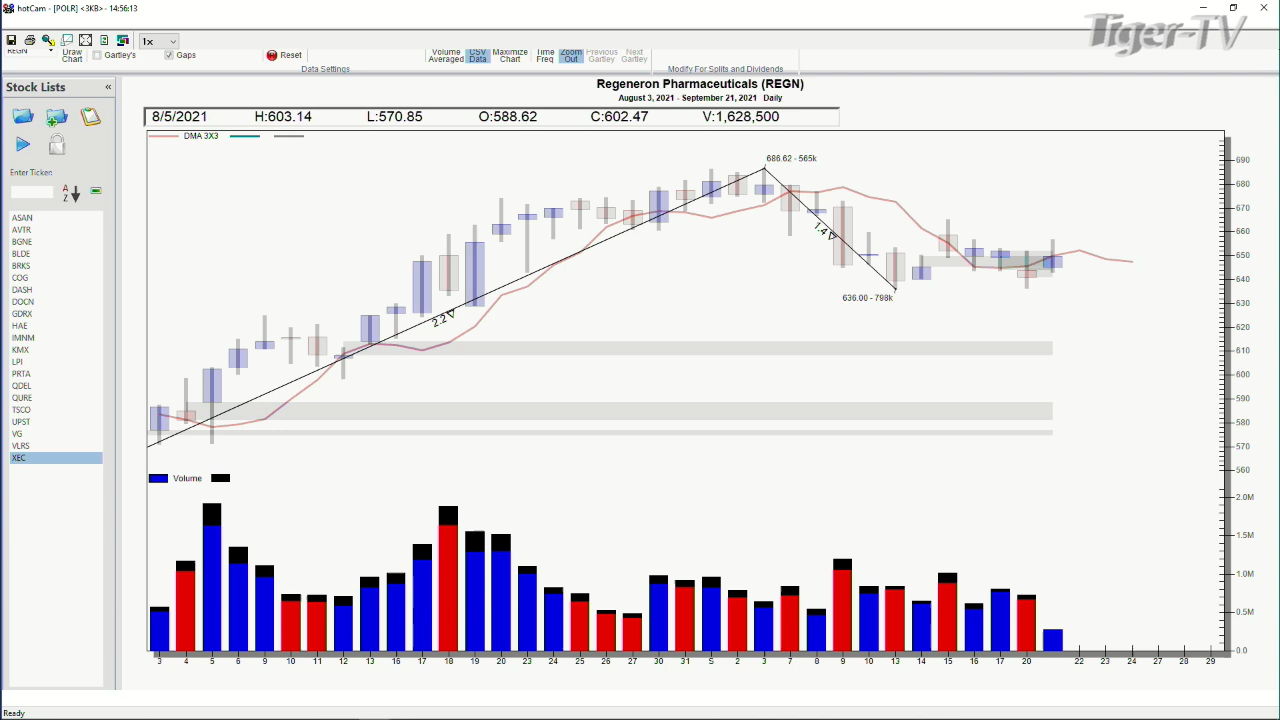 hotCam - [POLR] <3KB>- 14:56:13
Tiger-TV
1x
REGN
Draw Chart
Gartley's
Gaps
Reset
Volume Averaged
CSV Data
Maximize Chart
Time Freq
Zoom Out
Previous Gartley
Next Gartley
Data Settings
Modify For Splits and Dividends
Stock Lists «
Enter Ticker:
A Z
ASAN
AVTR
BGNE
BLDE
BRKS
COG
DASH
DOCN
GDRX
HAE
IMNM
KMX
LPI
PRTA
QDEL
QURE
TSCO
UPST
VG
VLRS
XEC
Regeneron Pharmaceuticals (REGN)
August 3, 2021 - September 21, 2021 Daily
8/5/2021 H:603.14 L:570.85 O:588.62 C:602.47 V:1,628,500
DMA 3X3
686.62 - 565k
1.4
2.2
636.00 - 798k
690
680
670
660
650
640
630
620
610
600
590
580
570
560
Volume
2.0M
1.5M
1.0M
0.5M
0.0
3 4 5 6 9 10 11 12 13 16 17 18 19 20 23 24 25 26 27 30 31 5 2 3 7 8 9 10 13 14 15 16 17 20 22 23 24 27 28 29
Ready